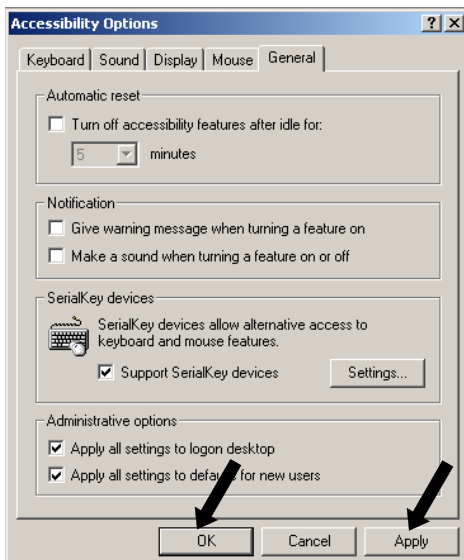 Accessibility Options
Keyboard Sound Display Mouse General
Automatic reset
Turn off accessibility features after idle for:
5 minutes
Notification
Give warning message when turning a feature on
Make a sound when turning a feature on or off
SerialKey devices
SerialKey devices allow alternative access to
keyboard and mouse features.
Support SerialKey devices Settings...
Administrative options
Apply all settings to logon desktop
Apply all settings to defaults for new users
OK Cancel Apply